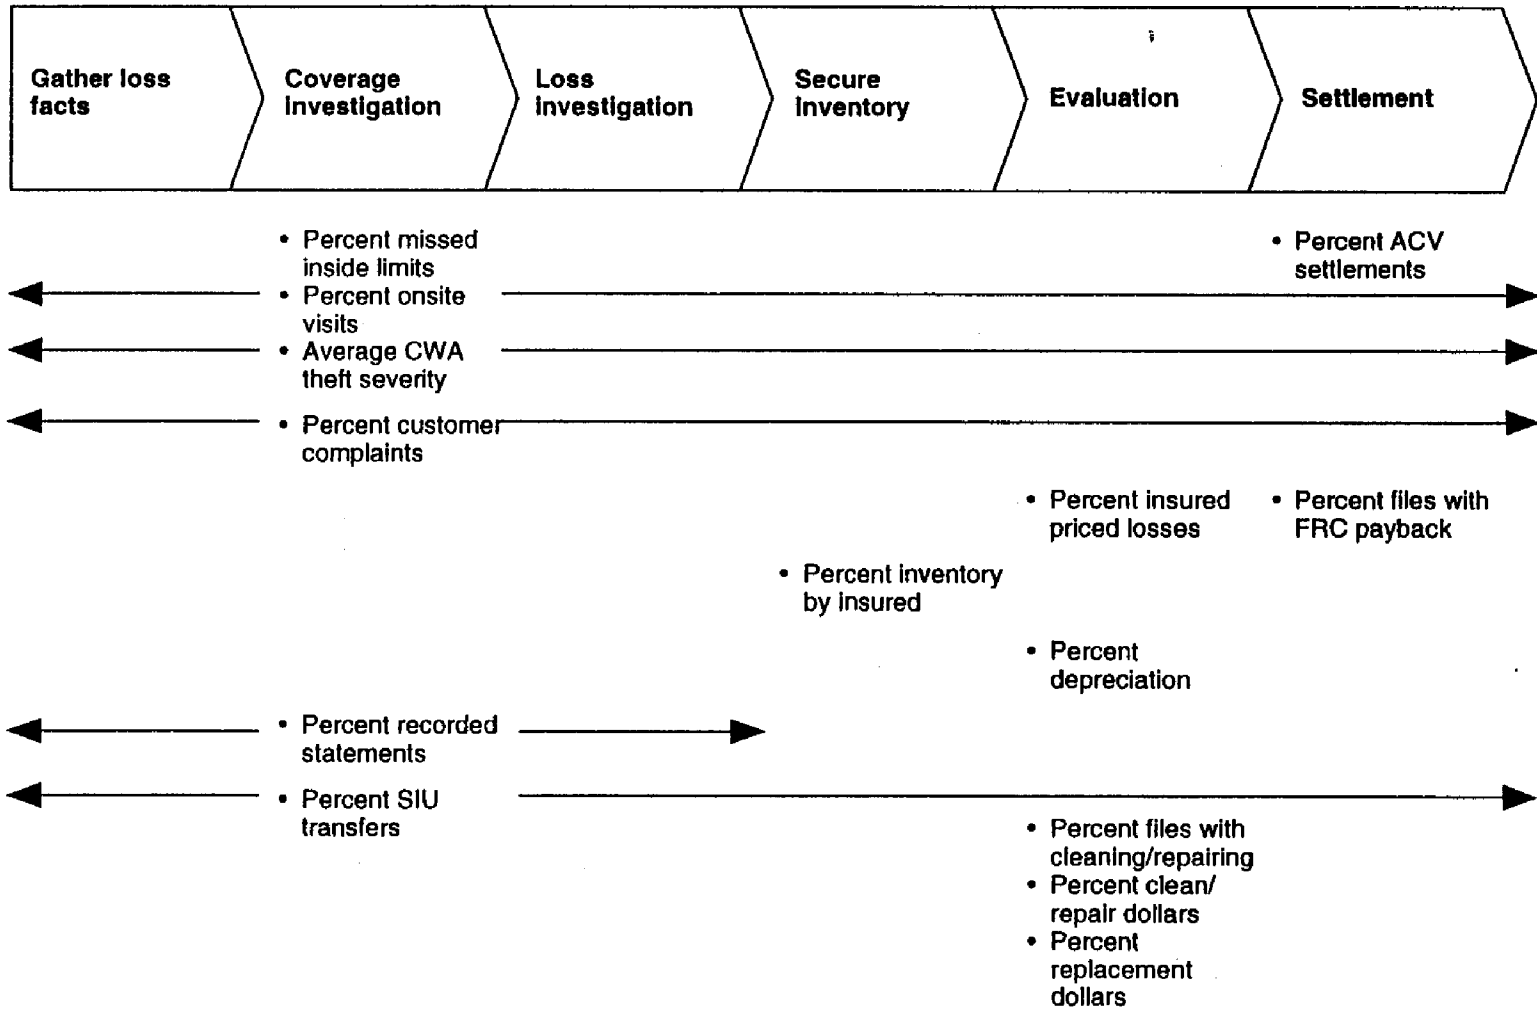 Gather loss
facts
Coverage
investigation
Loss
investigation
Secure
inventory
Evaluation
Settlement
• Percent missed
inside limits
• Percent ACV
settlements
• Percent onsite
visits
• Average CWA
theft severity
• Percent customer
complaints
• Percent insured
priced losses
• Percent files with
FRC payback
• Percent inventory
by insured
• Percent
depreciation
• Percent recorded
statements
• Percent SIU
transfers
• Percent files with
cleaning/repairing
• Percent clean/
repair dollars
• Percent
replacement
dollars